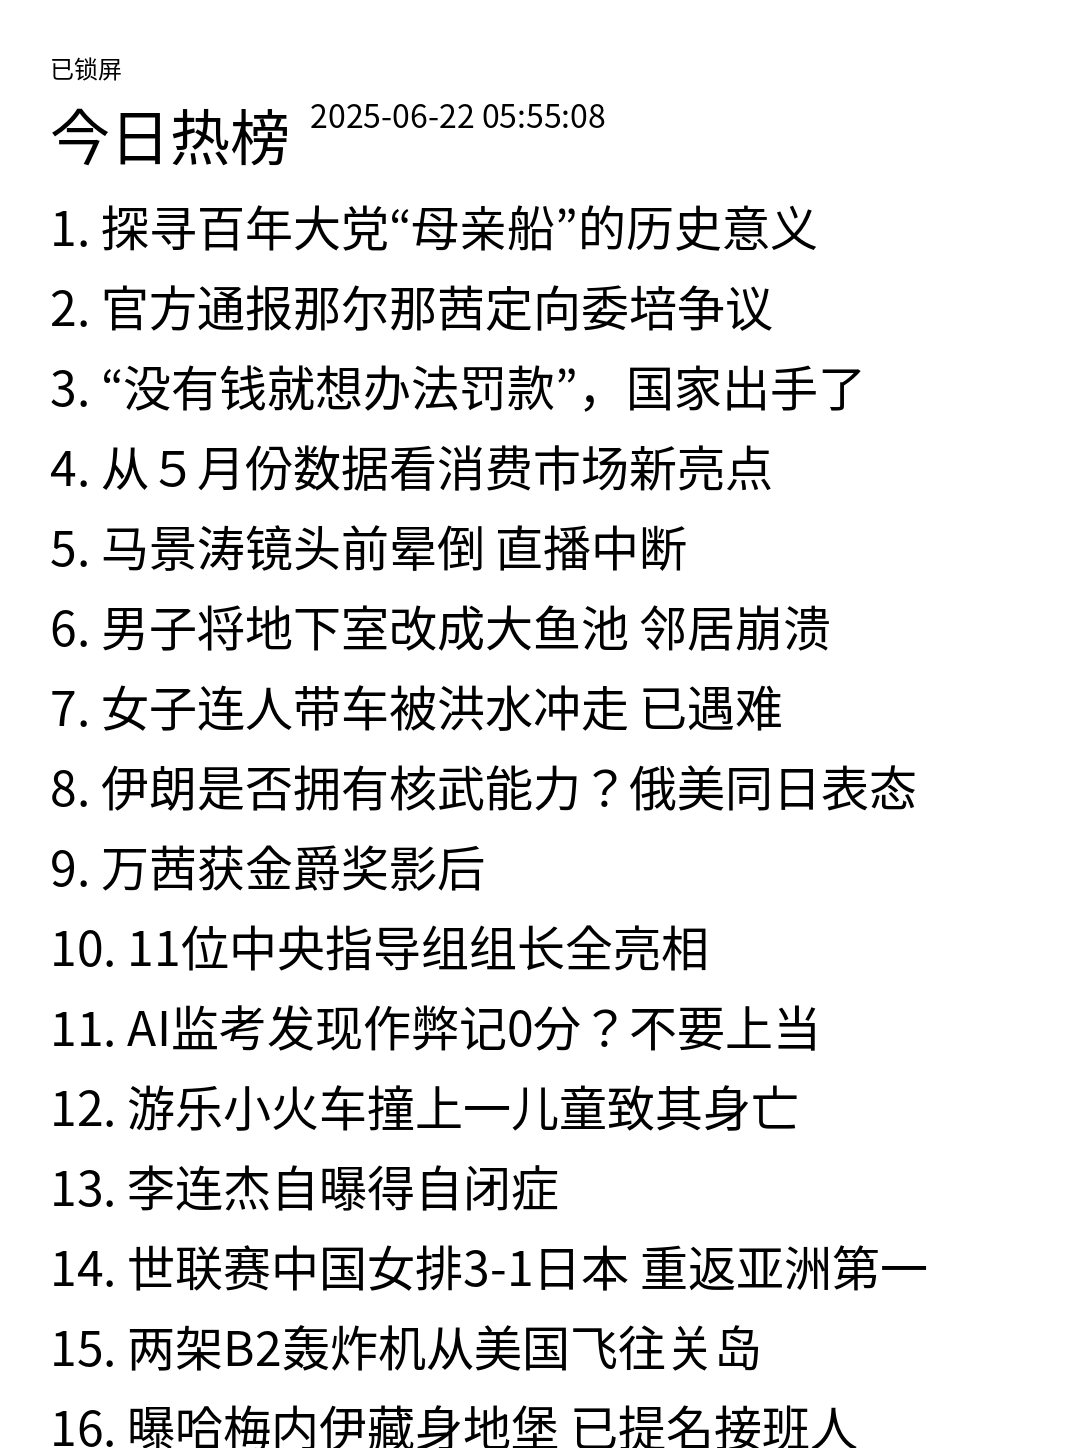 已锁屏
今日热榜 2025-06-22 05:55:08
1. 探寻百年大党“母亲船”的历史意义
2. 官方通报那尔那茜定向委培争议
3. “没有钱就想办法罚款”，国家出手了
4. 从５月份数据看消费市场新亮点
5. 马景涛镜头前晕倒 直播中断
6. 男子将地下室改成大鱼池 邻居崩溃
7. 女子连人带车被洪水冲走 已遇难
8. 伊朗是否拥有核武能力？俄美同日表态
9. 万茜获金爵奖影后
10. 11位中央指导组组长全亮相
11. AI监考发现作弊记0分？不要上当
12. 游乐小火车撞上一儿童致其身亡
13. 李连杰自曝得自闭症
14. 世联赛中国女排3-1日本 重返亚洲第一
15. 两架B2轰炸机从美国飞往关岛
16. 曝哈梅内伊藏身地堡 已提名接班人